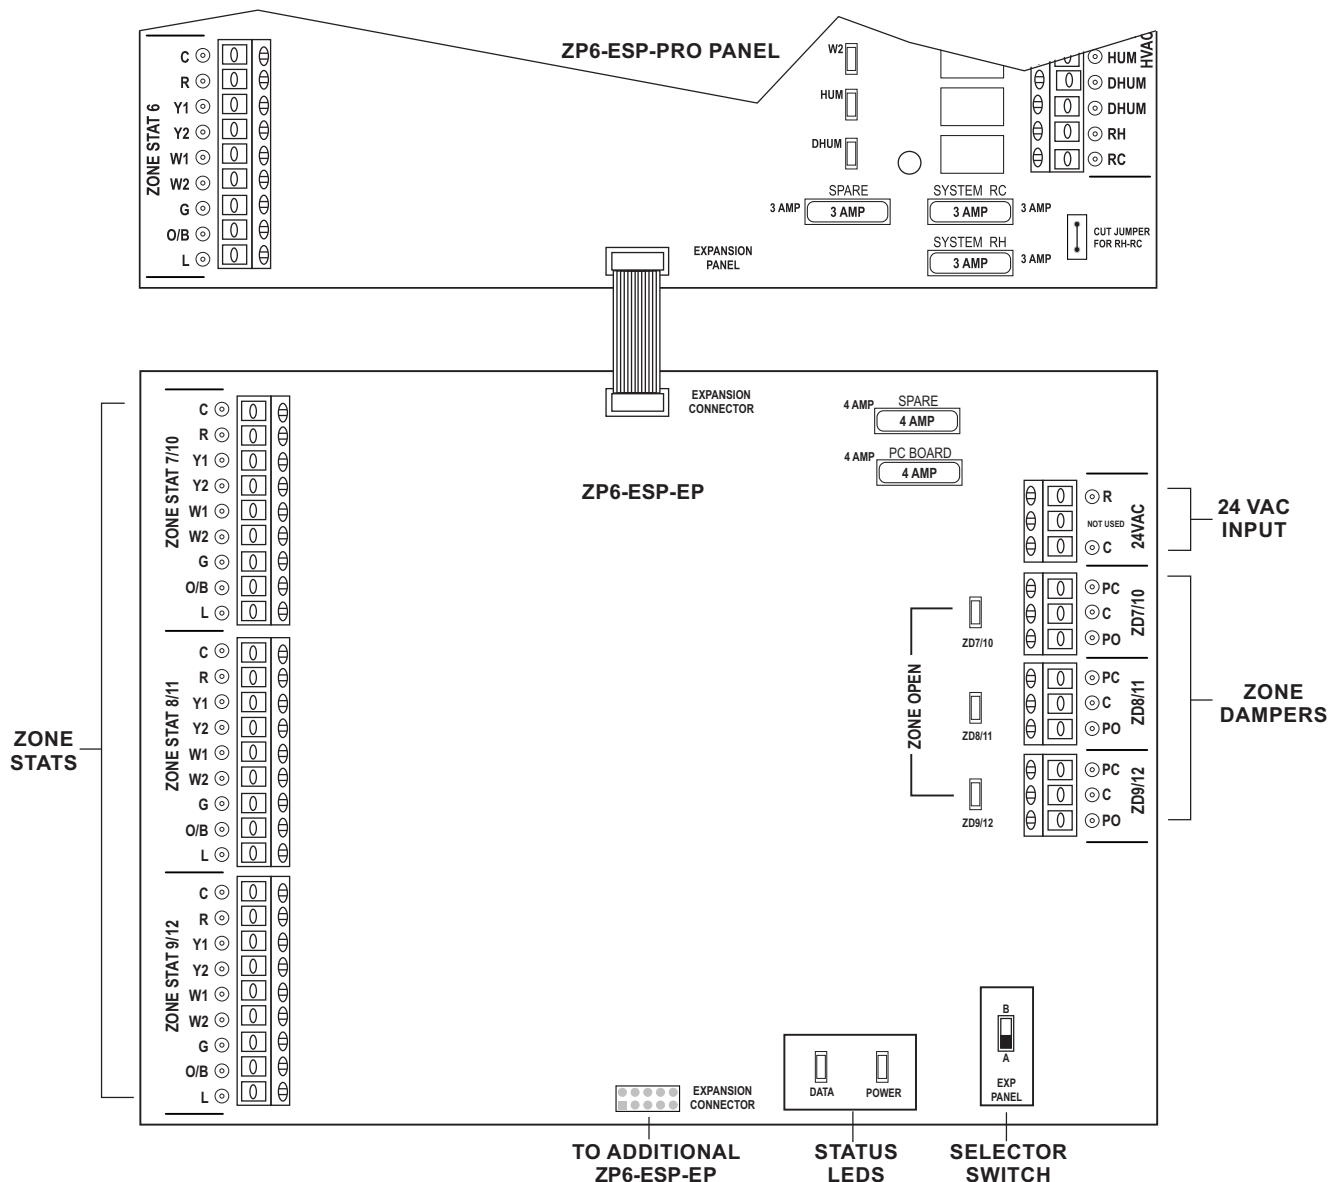 ZP6-ESP-PRO PANEL
ZONE STAT 6
C
R
Y1
Y2
W1
W2
G
O/B
L
W2
HUM
DHUM
HVAC
HUM
DHUM
DHUM
RH
RC
SPARE
3 AMP
3 AMP
SYSTEM RC
3 AMP
3 AMP
SYSTEM RH
3 AMP
3 AMP
CUT JUMPER
FOR RH-RC
EXPANSION
PANEL
EXPANSION
CONNECTOR
ZP6-ESP-EP
4 AMP
SPARE
4 AMP
4 AMP
PC BOARD
4 AMP
ZONE
STATS
ZONE STAT 7/10
C
R
Y1
Y2
W1
W2
G
O/B
L
ZONE STAT 8/11
C
R
Y1
Y2
W1
W2
G
O/B
L
ZONE STAT 9/12
C
R
Y1
Y2
W1
W2
G
O/B
L
R
NOT USED
C
24VAC
24 VAC
INPUT
ZONE OPEN
ZD7/10
ZD8/11
ZD9/12
PC
C
PO
ZD7/10
PC
C
PO
ZD8/11
PC
C
PO
ZD9/12
ZONE
DAMPERS
EXPANSION
CONNECTOR
DATA
POWER
B
A
EXP
PANEL
TO ADDITIONAL
ZP6-ESP-EP
STATUS
LEDS
SELECTOR
SWITCH